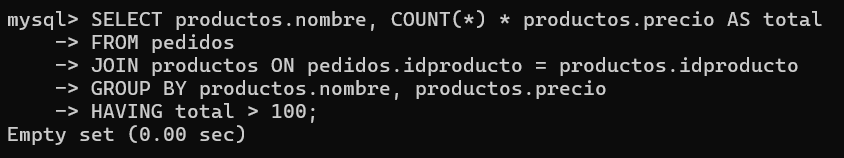 mysql> SELECT productos.nombre, COUNT(*) * productos.precio AS total
    -> FROM pedidos
    -> JOIN productos ON pedidos.idproducto = productos.idproducto
    -> GROUP BY productos.nombre, productos.precio
    -> HAVING total > 100;
Empty set (0.00 sec)